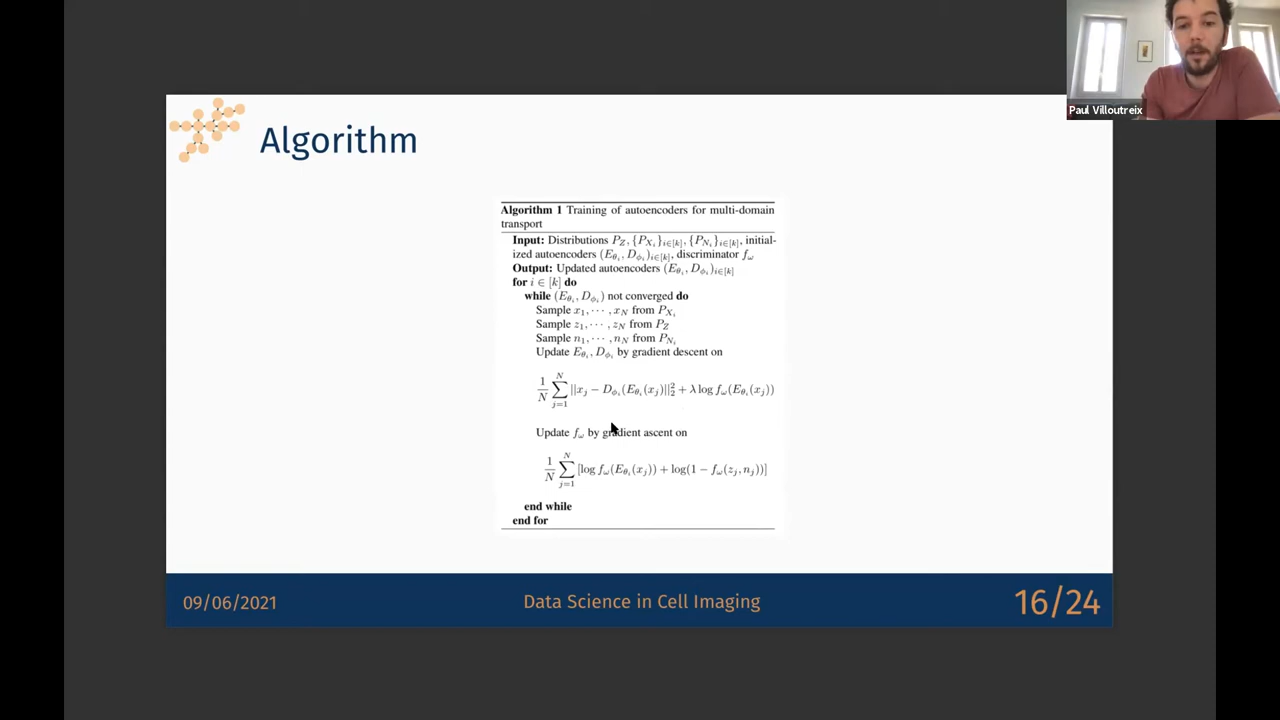 Paul Villoutreix
Algorithm
Algorithm 1 Training of autoencoders for multi-domain
transport
Input: Distributions P_Z, {P_{X_i}}_{i∈[k]}, {P_{N_i}}_{i∈[k]}, initial-
ized autoencoders (E_{θ_i}, D_{ϕ_i})_{i∈[k]}, discriminator f_ω
Output: Updated autoencoders (E_{θ_i}, D_{ϕ_i})_{i∈[k]}
for i ∈ [k] do
while (E_{θ_i}, D_{ϕ_i}) not converged do
Sample x_1, ⋯ , x_N from P_{X_i}
Sample z_1, ⋯ , z_N from P_Z
Sample n_1, ⋯ , n_N from P_{N_i}
Update E_{θ_i}, D_{ϕ_i} by gradient descent on
1/N ∑_{j=1}^{N} ||x_j − D_{ϕ_i}(E_{θ_i}(x_j)||_2^2 + λ log f_ω(E_{θ_i}(x_j))
Update f_ω by gradient ascent on
1/N ∑_{j=1}^{N} [log f_ω(E_{θ_i}(x_j)) + log(1 − f_ω(z_j, n_j))]
end while
end for
09/06/2021
Data Science in Cell Imaging
16/24